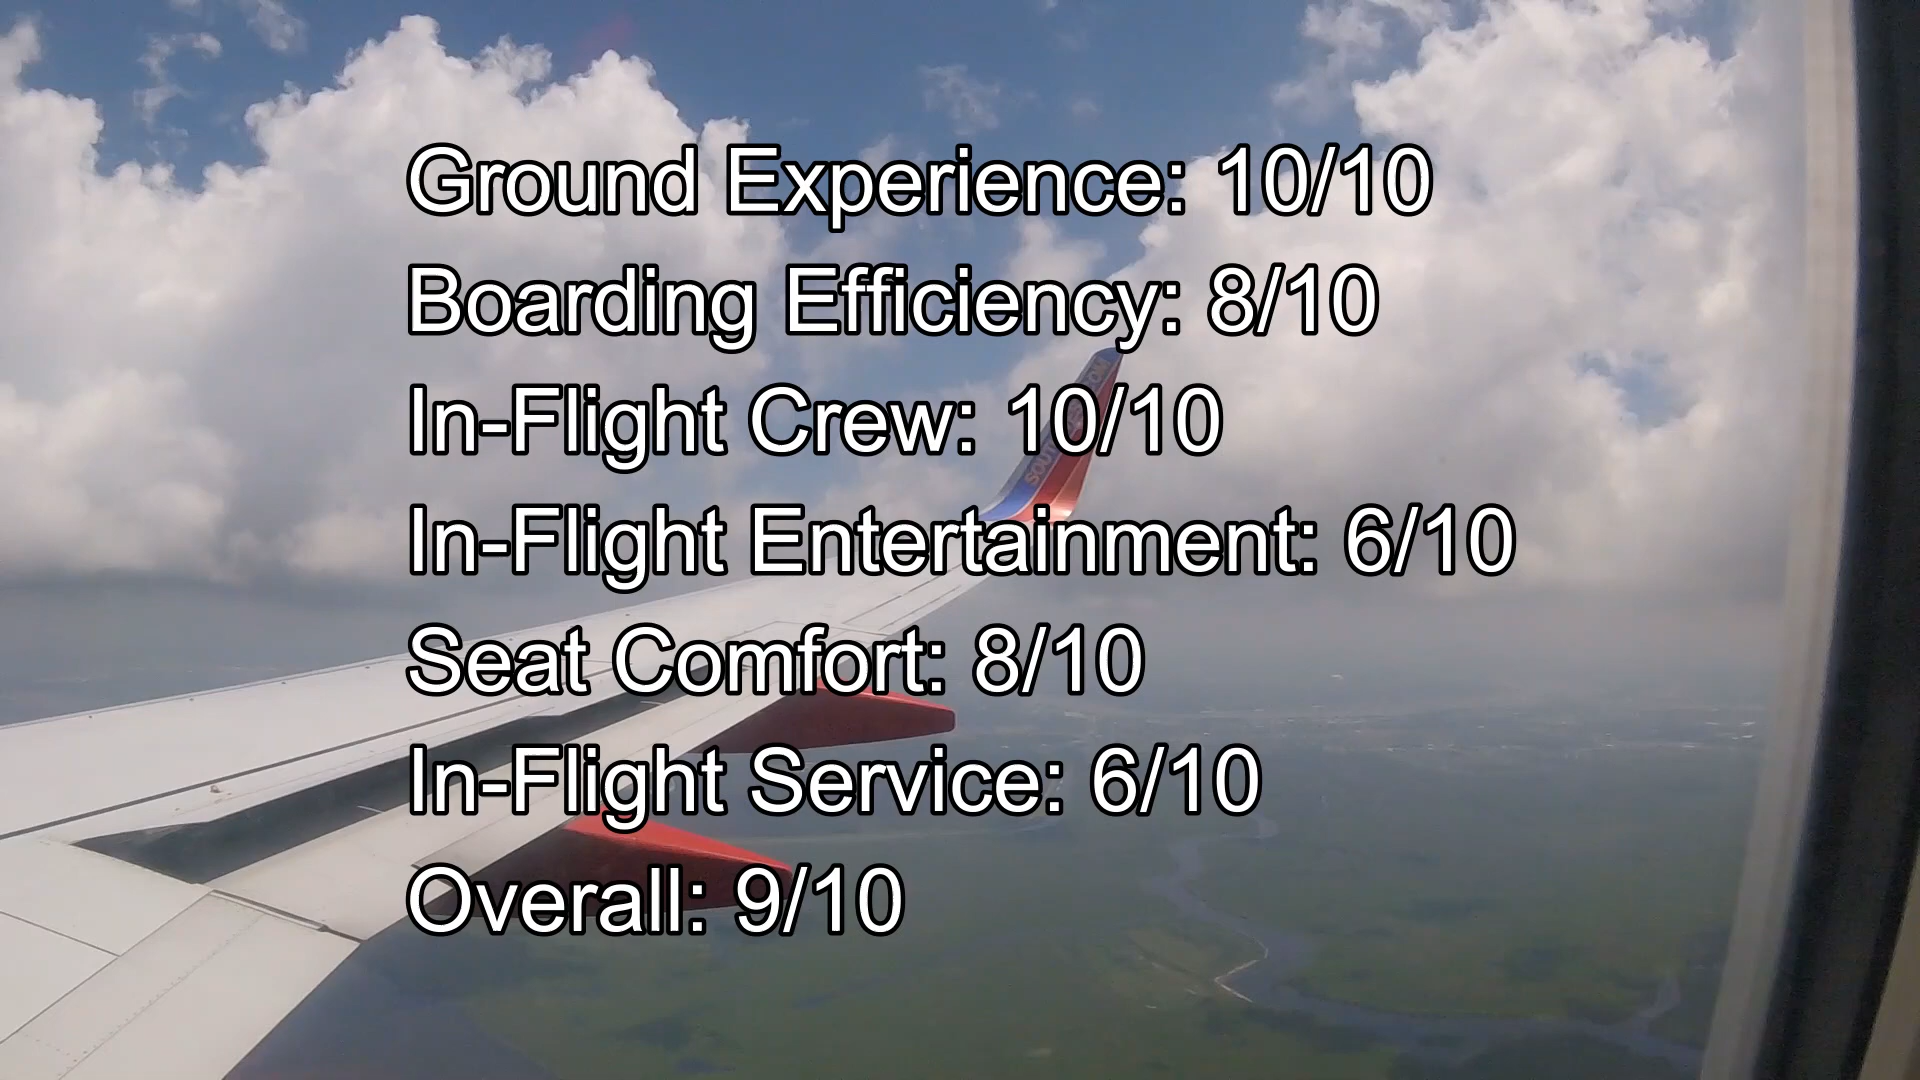 Ground Experience: 10/10
Boarding Efficiency: 8/10
In-Flight Crew: 10/10
In-Flight Entertainment: 6/10
Seat Comfort: 8/10
In-Flight Service: 6/10
Overall: 9/10